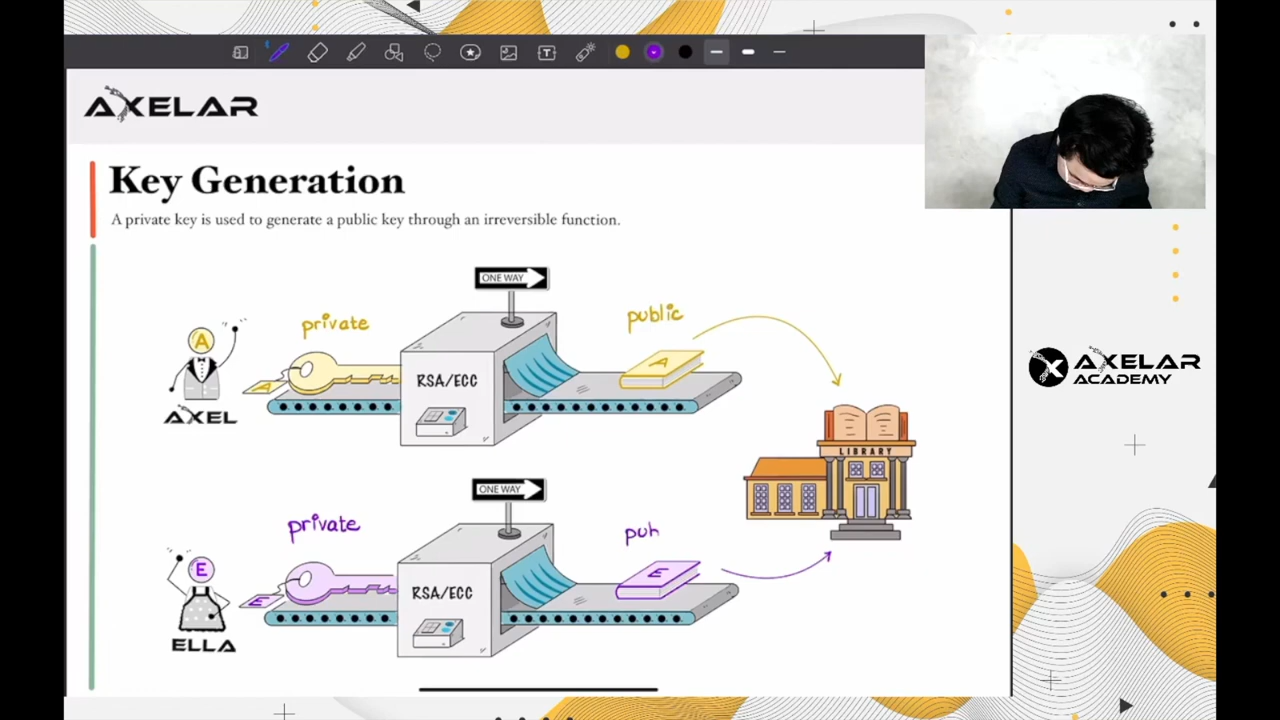 AXELAR
Key Generation
A private key is used to generate a public key through an irreversible function.
ONE WAY
private
public
A
A
A
RSA/ECC
AXEL
AXELAR
ACADEMY
LIBRARY
ONE WAY
private
puh
E
E
E
RSA/ECC
ELLA